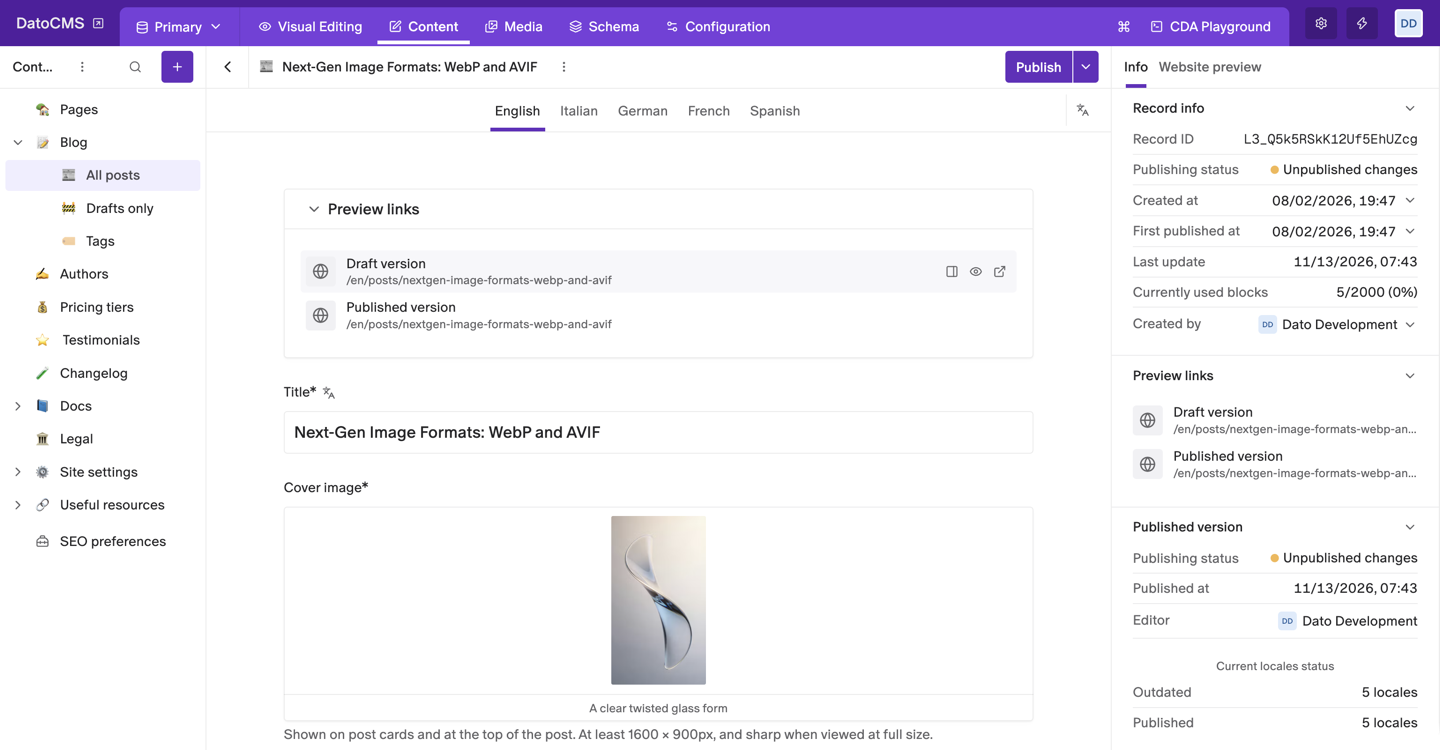 DatoCMS
Primary
Visual Editing
Content
Media
Schema
Configuration
CDA Playground
DD
Cont...
Next-Gen Image Formats: WebP and AVIF
Publish
Info
Website preview
Pages
Blog
All posts
Drafts only
Tags
Authors
Pricing tiers
Testimonials
Changelog
Docs
Legal
Site settings
Useful resources
SEO preferences
English
Italian
German
French
Spanish
Preview links
Draft version
/en/posts/nextgen-image-formats-webp-and-avif
Published version
/en/posts/nextgen-image-formats-webp-and-avif
Title*
Next-Gen Image Formats: WebP and AVIF
Cover image*
A clear twisted glass form
Shown on post cards and at the top of the post. At least 1600 × 900px, and sharp when viewed at full size.
Record info
Record ID L3_Q5k5RSkK12Uf5EhUZcg
Publishing status Unpublished changes
Created at 08/02/2026, 19:47
First published at 08/02/2026, 19:47
Last update 11/13/2026, 07:43
Currently used blocks 5/2000 (0%)
Created by DD Dato Development
Preview links
Draft version
/en/posts/nextgen-image-formats-webp-an...
Published version
/en/posts/nextgen-image-formats-webp-an...
Published version
Publishing status Unpublished changes
Published at 11/13/2026, 07:43
Editor DD Dato Development
Current locales status
Outdated 5 locales
Published 5 locales